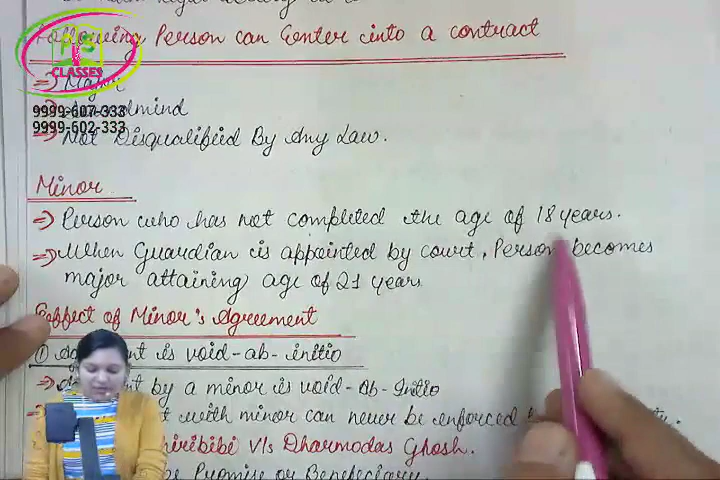 Following Person can Enter into a contract
CLASSES
=> Major
9999-607-333
mind
9999-602-333
=> Not Disqualified By Any Law.
Minor
=> Person who has not completed the age of 18 years.
=> When Guardian is appointed by court, Person becomes
major attaining age of 21 years
Effect of Minor's Agreement
① is void-ab-initio
=> by a minor is void-Ab-Initio
with minor can never be enforced
V/s Dharmodas Ghosh.
Promise or Beneficiary.